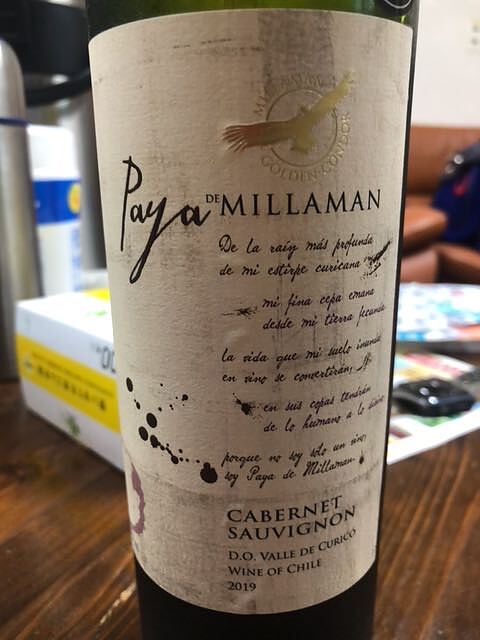 MILLAMAN
GOLDEN CONDOR
Paya DE MILLAMAN
De la raíz más profunda
de mi estirpe curicana
mi fina cepa emana
desde mi tierra fecunda
la vida que mi suelo inunda
en vino se convertirán
en sus copas tendrán
de lo humano a lo divino
porque no soy solo un vino
soy Paya de Millaman.
CABERNET
SAUVIGNON
D.O. VALLE DE CURICÓ
WINE OF CHILE
2019